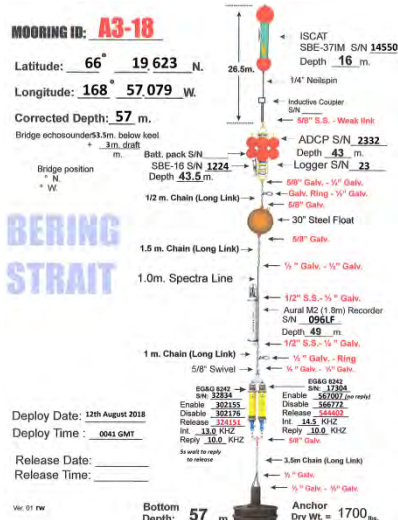 MOORING ID: A3-18
Latitude: 66° 19.623 N.
Longitude: 168° 57.079 W.
Corrected Depth: 57 m.
Bridge echosounder 53.5m. below keel
+ 3m. draft
m.
Bridge position
° N.
° W.
BERING
STRAIT
Deploy Date: 12th August 2018
Deploy Time : 0041 GMT
Release Date:
Release Time:
Ver. 01 rw
26.5m.
ISCAT
SBE-37IM S/N 14550
Depth 16 m.
1/4" Neilspin
Inductive Coupler
S/N
5/8" S.S. - Weak link
ADCP S/N 2332
Depth 43 m.
Logger S/N 23
Batt. pack S/N
SBE-16 S/N 1224
Depth 43.5 m.
5/8" Galv. - ½" Galv.
Galv. Ring - ½" Galv.
5/8" Galv.
1/2 m. Chain (Long Link)
30" Steel Float
5/8" Galv.
1.5 m. Chain (Long Link)
½ " Galv. - ½" Galv.
1.0m. Spectra Line
1/2" S.S.- ½ " Galv.
Aural M2 (1.8m) Recorder
S/N 096LF
Depth 49 m.
1/2" S.S.- ½ " Galv.
1 m. Chain (Long Link)
½ " Galv. - Ring
5/8" Swivel
½ " Galv. - ½" Galv.
EG&G 8242
S/N: 32834
Enable 302155
Disable 302176
Release 324151
Int. 13.0 KHZ
Reply 10.0 KHZ
5s wait to reply
to release
EG&G 8242
S/N: 17304
Enable 567007 (no reply)
Disable 566772
Release 544402
Int. 14.5 KHZ
Reply 10.0 KHZ
5/8" Galv.
3.5m Chain (Long Link)
½ " Galv.
½ " Galv. - ½" Galv.
Bottom
Depth: 57 m.
Anchor
Dry Wt. = 1700 lbs.